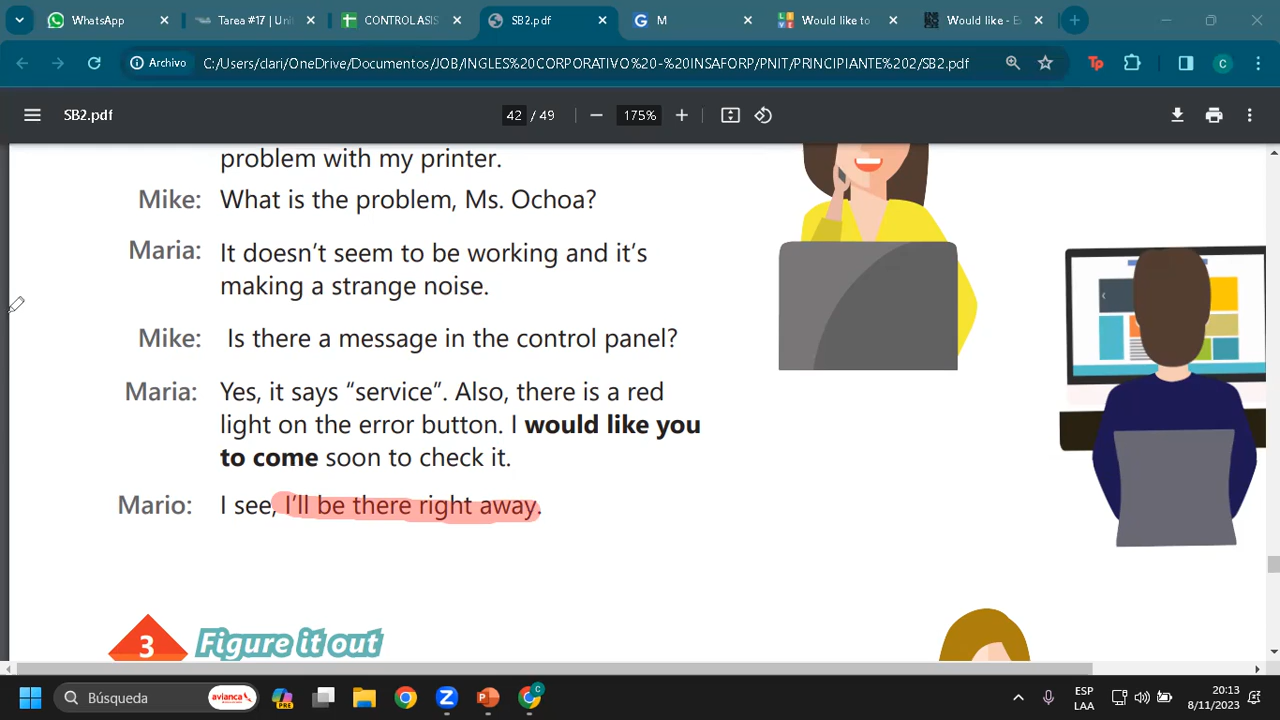 WhatsApp
Tarea #17 | Uni
CONTROL ASIS
SB2.pdf
M
Would like to
Would like - E
Archivo
C:/Users/clari/OneDrive/Documentos/JOB/INGLES%20CORPORATIVO%20-%20INSAFORP/PNIT/PRINCIPIANTE%202/SB2.pdf
Tp
C
SB2.pdf
42 / 49
175%
problem with my printer.
Mike: What is the problem, Ms. Ochoa?
Maria: It doesn't seem to be working and it's
making a strange noise.
Mike: Is there a message in the control panel?
Maria: Yes, it says "service". Also, there is a red
light on the error button. I would like you
to come soon to check it.
Mario: I see, I'll be there right away.
3 Figure it out
Búsqueda
avianca
PRE
ESP
LAA
20:13
8/11/2023